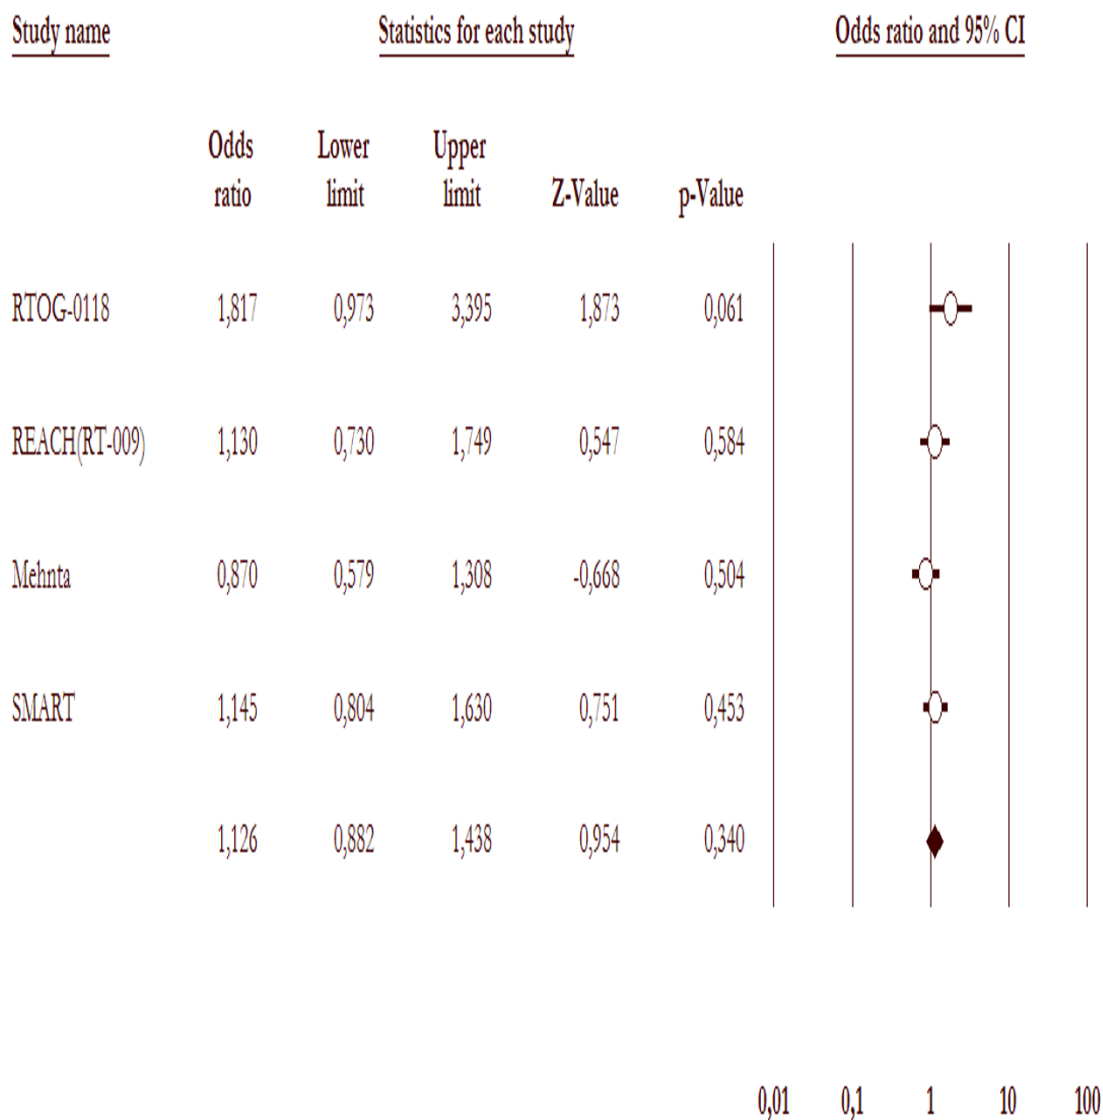 Study name Statistics for each study Odds ratio and 95% CI
Odds Lower Upper
ratio limit limit Z-Value p-Value
RTOG-0118 1,817 0,973 3,395 1,873 0,061
REACH(RT-009) 1,130 0,730 1,749 0,547 0,584
Mehnta 0,870 0,579 1,308 -0,668 0,504
SMART 1,145 0,804 1,630 0,751 0,453
1,126 0,882 1,438 0,954 0,340
0,01 0,1 1 10 100